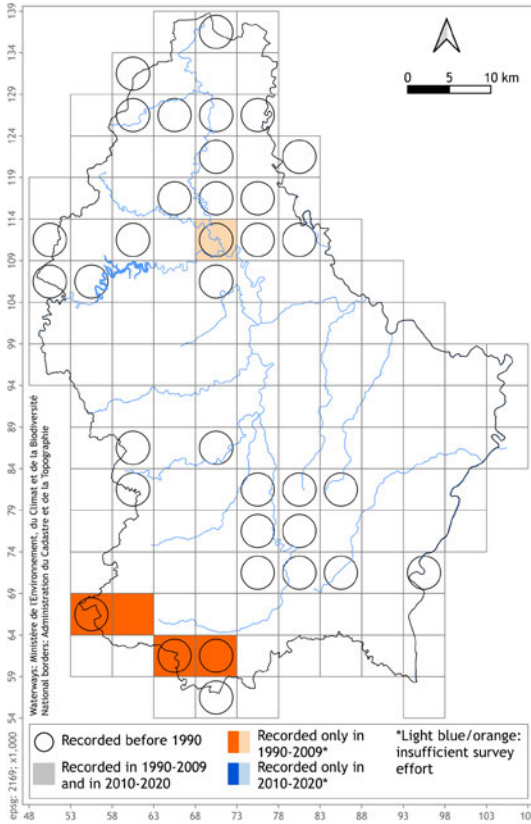 139
134
129
124
119
114
109
104
99
94
89
84
79
74
69
64
59
54
0 5 10 km
Waterways: Ministère de l'Environnement, du Climat et de la Biodiversité
National borders: Administration du Cadastre et de la Topographie
Recorded before 1990
Recorded in 1990-2009
and in 2010-2020
Recorded only in
1990-2009*
Recorded only in
2010-2020*
*Light blue/orange:
insufficient survey
effort
epsg: 2169; x1,000
48 53 58 63 68 73 78 83 88 93 98 103 108